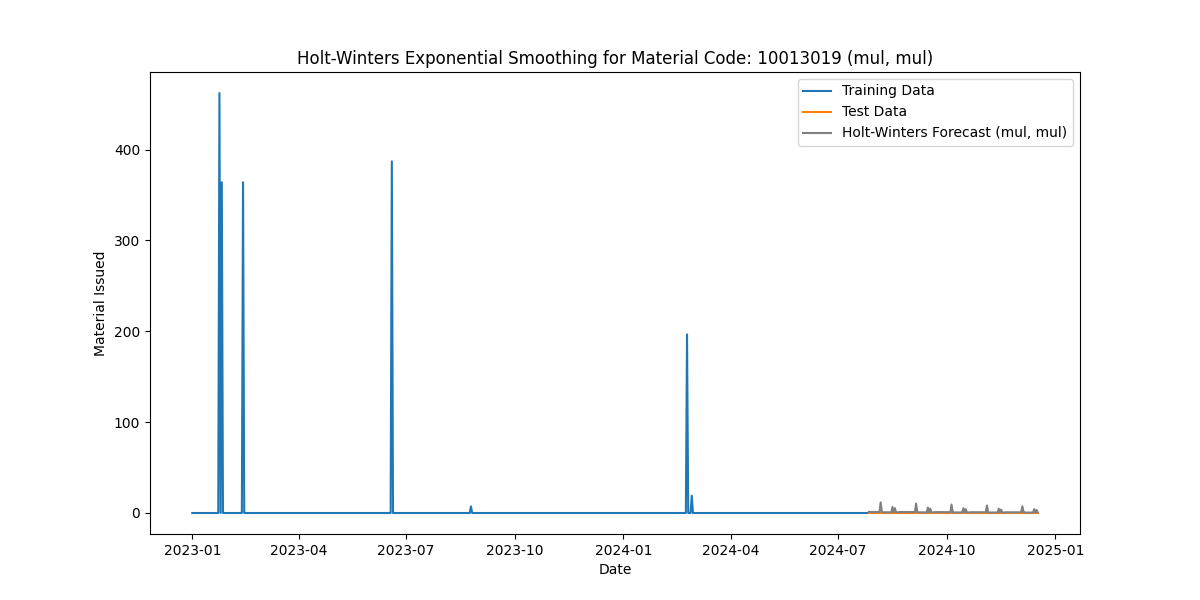 Holt-Winters Exponential Smoothing for Material Code: 10013019 (mul, mul)
Training Data
Test Data
Holt-Winters Forecast (mul, mul)
Material Issued
400
300
200
100
0
2023-01 2023-04 2023-07 2023-10 2024-01 2024-04 2024-07 2024-10 2025-01
Date